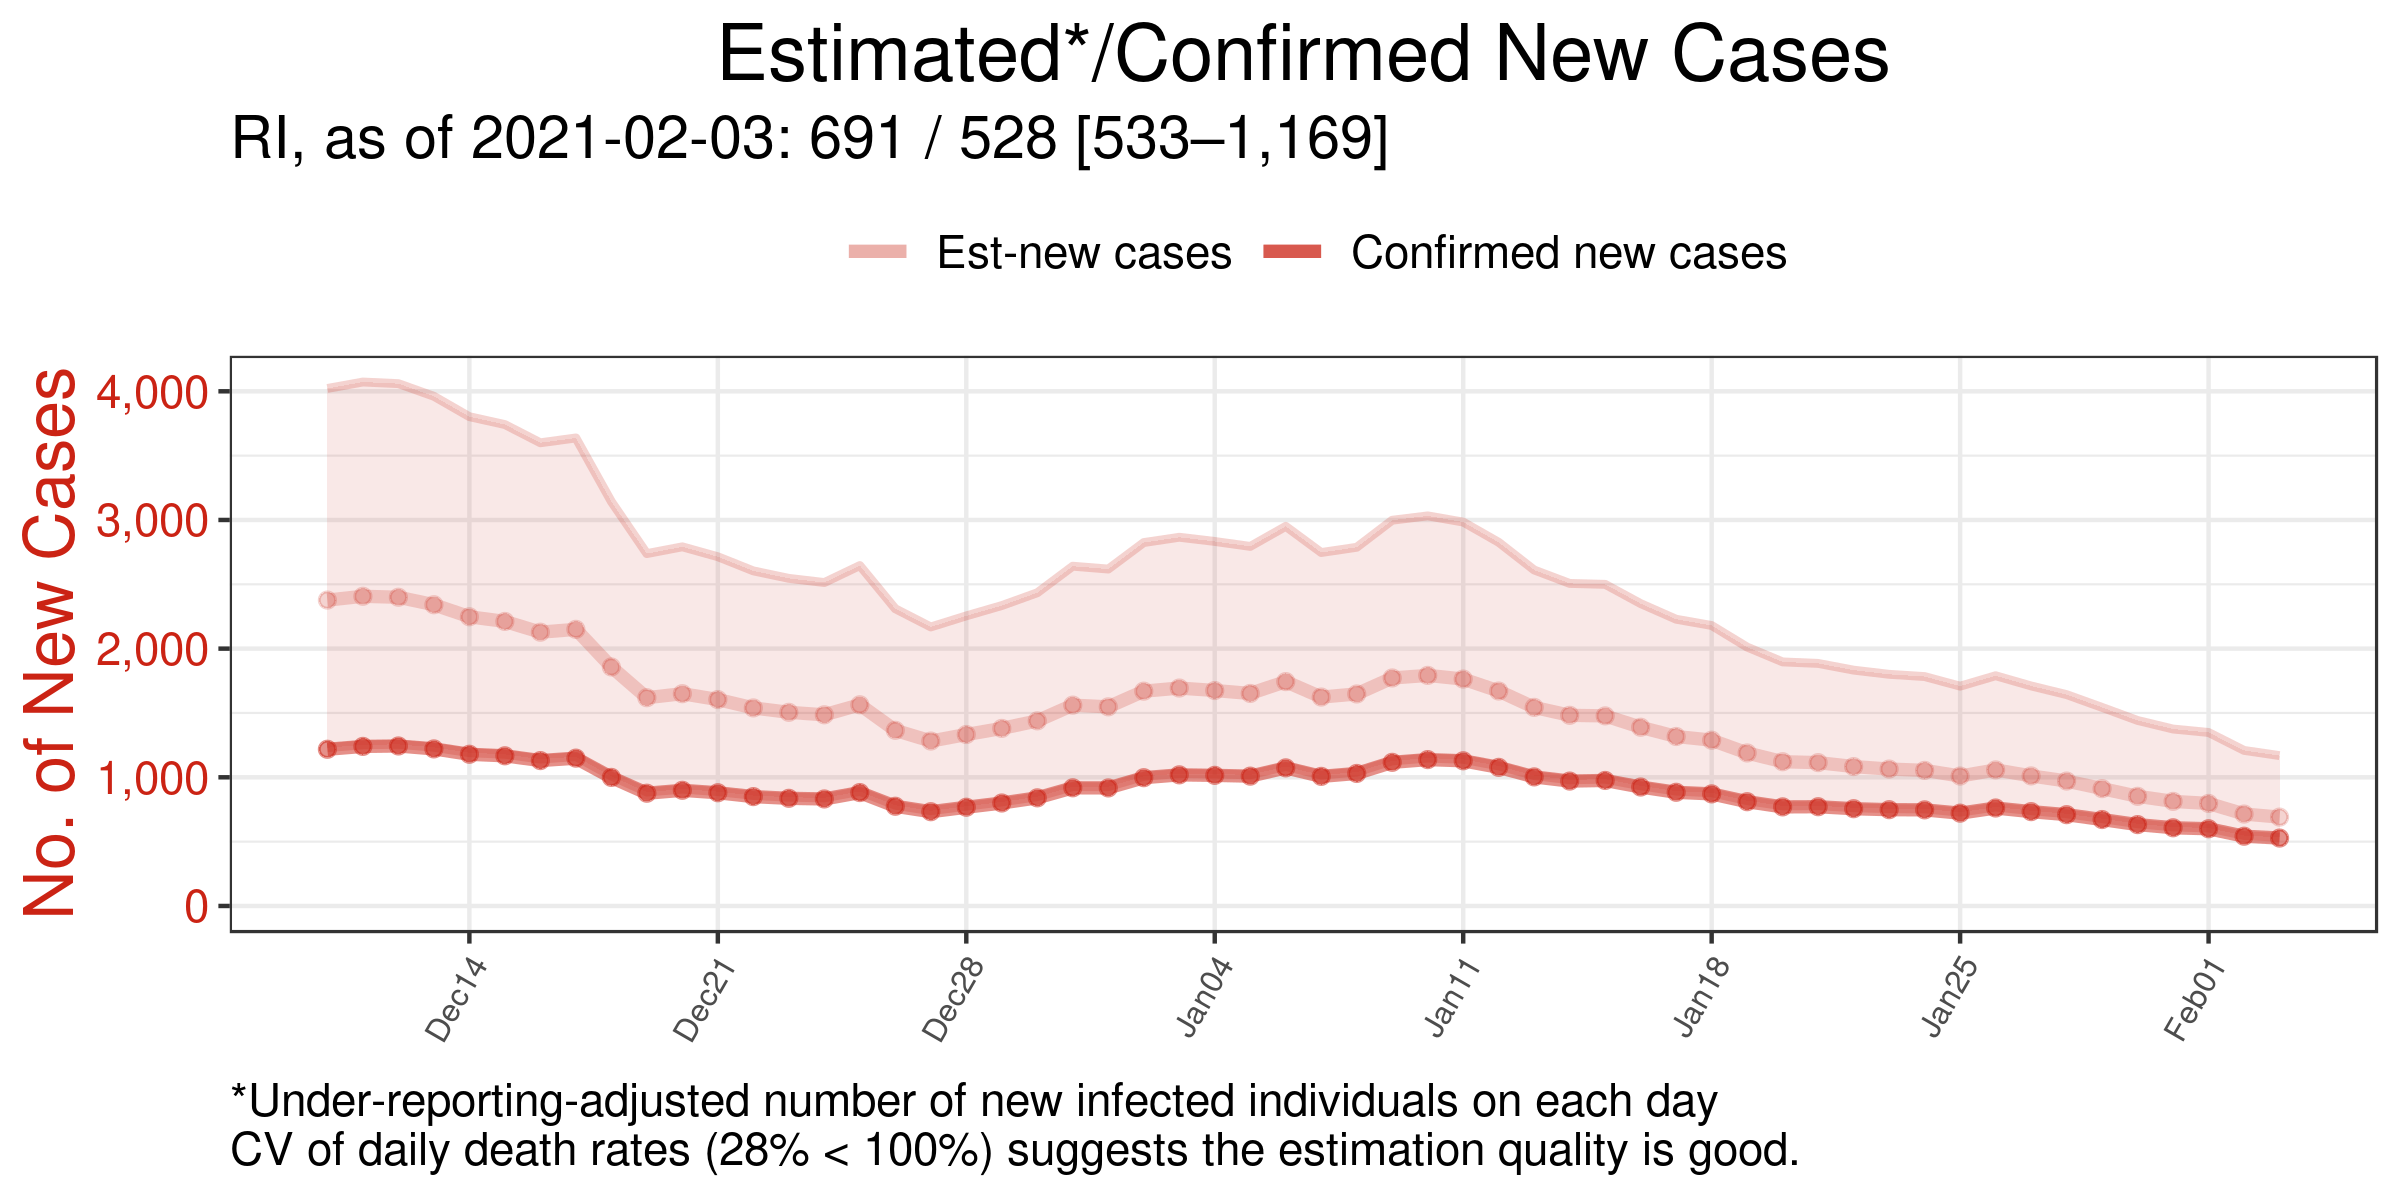 Estimated*/Confirmed New Cases
RI, as of 2021-02-03: 691 / 528 [533–1,169]
Est-new cases
Confirmed new cases
No. of New Cases
4,000
3,000
2,000
1,000
0
Dec14
Dec21
Dec28
Jan04
Jan11
Jan18
Jan25
Feb01
*Under-reporting-adjusted number of new infected individuals on each day
CV of daily death rates (28% < 100%) suggests the estimation quality is good.